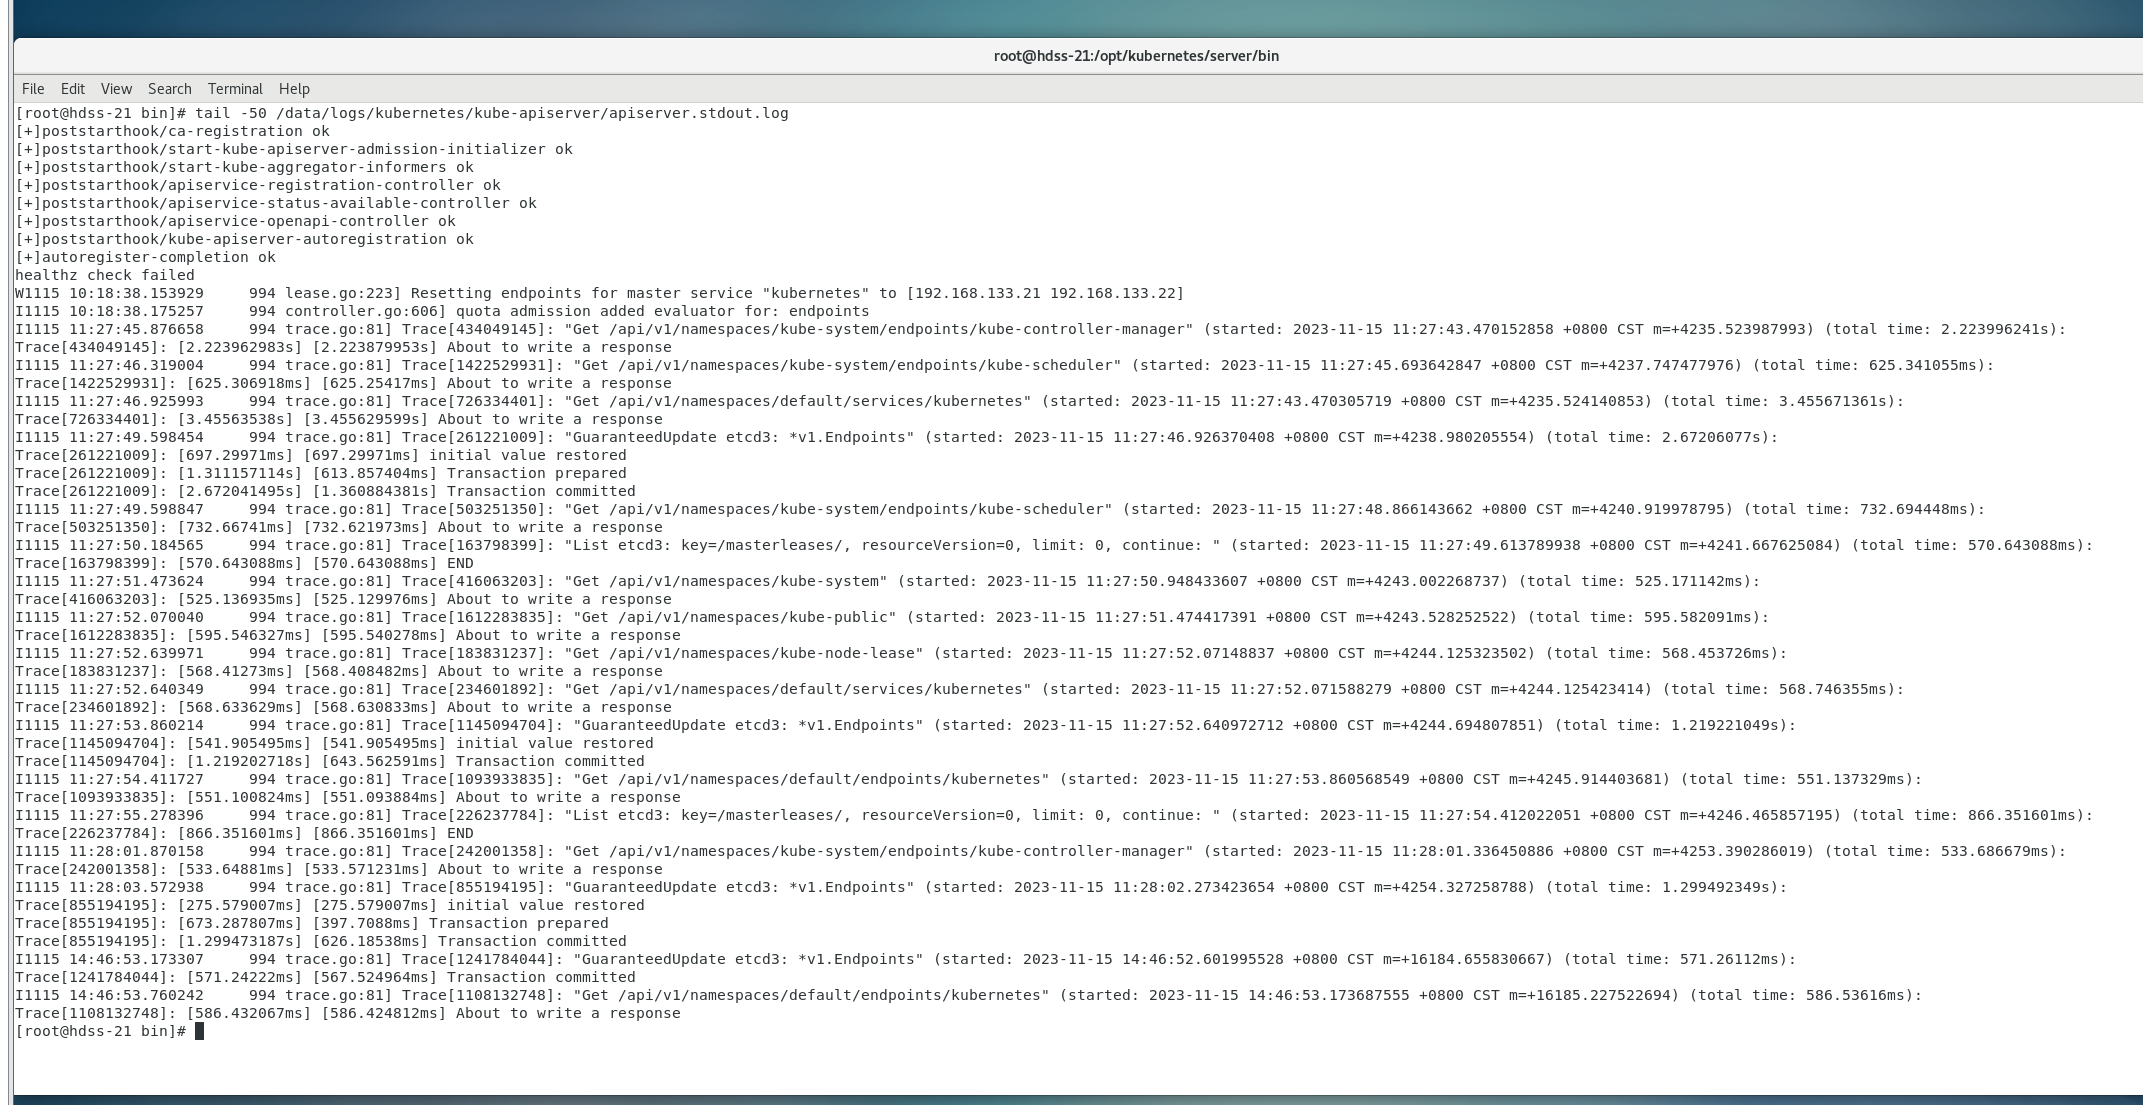 root@hdss-21:/opt/kubernetes/server/bin
File Edit View Search Terminal Help
[root@hdss-21 bin]# tail -50 /data/logs/kubernetes/kube-apiserver/apiserver.stdout.log
[+]poststarthook/ca-registration ok
[+]poststarthook/start-kube-apiserver-admission-initializer ok
[+]poststarthook/start-kube-aggregator-informers ok
[+]poststarthook/apiservice-registration-controller ok
[+]poststarthook/apiservice-status-available-controller ok
[+]poststarthook/apiservice-openapi-controller ok
[+]poststarthook/kube-apiserver-autoregistration ok
[+]autoregister-completion ok
healthz check failed
W1115 10:18:38.153929     994 lease.go:223] Resetting endpoints for master service "kubernetes" to [192.168.133.21 192.168.133.22]
I1115 10:18:38.175257     994 controller.go:606] quota admission added evaluator for: endpoints
I1115 11:27:45.876658     994 trace.go:81] Trace[434049145]: "Get /api/v1/namespaces/kube-system/endpoints/kube-controller-manager" (started: 2023-11-15 11:27:43.470152858 +0800 CST m=+4235.523987993) (total time: 2.223996241s):
Trace[434049145]: [2.223962983s] [2.223879953s] About to write a response
I1115 11:27:46.319004     994 trace.go:81] Trace[1422529931]: "Get /api/v1/namespaces/kube-system/endpoints/kube-scheduler" (started: 2023-11-15 11:27:45.693642847 +0800 CST m=+4237.747477976) (total time: 625.341055ms):
Trace[1422529931]: [625.306918ms] [625.25417ms] About to write a response
I1115 11:27:46.925993     994 trace.go:81] Trace[726334401]: "Get /api/v1/namespaces/default/services/kubernetes" (started: 2023-11-15 11:27:43.470305719 +0800 CST m=+4235.524140853) (total time: 3.455671361s):
Trace[726334401]: [3.45563538s] [3.455629599s] About to write a response
I1115 11:27:49.598454     994 trace.go:81] Trace[261221009]: "GuaranteedUpdate etcd3: *v1.Endpoints" (started: 2023-11-15 11:27:46.926370408 +0800 CST m=+4238.980205554) (total time: 2.67206077s):
Trace[261221009]: [697.29971ms] [697.29971ms] initial value restored
Trace[261221009]: [1.311157114s] [613.857404ms] Transaction prepared
Trace[261221009]: [2.672041495s] [1.360884381s] Transaction committed
I1115 11:27:49.598847     994 trace.go:81] Trace[503251350]: "Get /api/v1/namespaces/kube-system/endpoints/kube-scheduler" (started: 2023-11-15 11:27:48.866143662 +0800 CST m=+4240.919978795) (total time: 732.694448ms):
Trace[503251350]: [732.66741ms] [732.621973ms] About to write a response
I1115 11:27:50.184565     994 trace.go:81] Trace[163798399]: "List etcd3: key=/masterleases/, resourceVersion=0, limit: 0, continue: " (started: 2023-11-15 11:27:49.613789938 +0800 CST m=+4241.667625084) (total time: 570.643088ms):
Trace[163798399]: [570.643088ms] [570.643088ms] END
I1115 11:27:51.473624     994 trace.go:81] Trace[416063203]: "Get /api/v1/namespaces/kube-system" (started: 2023-11-15 11:27:50.948433607 +0800 CST m=+4243.002268737) (total time: 525.171142ms):
Trace[416063203]: [525.136935ms] [525.129976ms] About to write a response
I1115 11:27:52.070040     994 trace.go:81] Trace[1612283835]: "Get /api/v1/namespaces/kube-public" (started: 2023-11-15 11:27:51.474417391 +0800 CST m=+4243.528252522) (total time: 595.582091ms):
Trace[1612283835]: [595.546327ms] [595.540278ms] About to write a response
I1115 11:27:52.639971     994 trace.go:81] Trace[183831237]: "Get /api/v1/namespaces/kube-node-lease" (started: 2023-11-15 11:27:52.07148837 +0800 CST m=+4244.125323502) (total time: 568.453726ms):
Trace[183831237]: [568.41273ms] [568.408482ms] About to write a response
I1115 11:27:52.640349     994 trace.go:81] Trace[234601892]: "Get /api/v1/namespaces/default/services/kubernetes" (started: 2023-11-15 11:27:52.071588279 +0800 CST m=+4244.125423414) (total time: 568.746355ms):
Trace[234601892]: [568.633629ms] [568.630833ms] About to write a response
I1115 11:27:53.860214     994 trace.go:81] Trace[1145094704]: "GuaranteedUpdate etcd3: *v1.Endpoints" (started: 2023-11-15 11:27:52.640972712 +0800 CST m=+4244.694807851) (total time: 1.219221049s):
Trace[1145094704]: [541.905495ms] [541.905495ms] initial value restored
Trace[1145094704]: [1.219202718s] [643.562591ms] Transaction committed
I1115 11:27:54.411727     994 trace.go:81] Trace[1093933835]: "Get /api/v1/namespaces/default/endpoints/kubernetes" (started: 2023-11-15 11:27:53.860568549 +0800 CST m=+4245.914403681) (total time: 551.137329ms):
Trace[1093933835]: [551.100824ms] [551.093884ms] About to write a response
I1115 11:27:55.278396     994 trace.go:81] Trace[226237784]: "List etcd3: key=/masterleases/, resourceVersion=0, limit: 0, continue: " (started: 2023-11-15 11:27:54.412022051 +0800 CST m=+4246.465857195) (total time: 866.351601ms):
Trace[226237784]: [866.351601ms] [866.351601ms] END
I1115 11:28:01.870158     994 trace.go:81] Trace[242001358]: "Get /api/v1/namespaces/kube-system/endpoints/kube-controller-manager" (started: 2023-11-15 11:28:01.336450886 +0800 CST m=+4253.390286019) (total time: 533.686679ms):
Trace[242001358]: [533.64881ms] [533.571231ms] About to write a response
I1115 11:28:03.572938     994 trace.go:81] Trace[855194195]: "GuaranteedUpdate etcd3: *v1.Endpoints" (started: 2023-11-15 11:28:02.273423654 +0800 CST m=+4254.327258788) (total time: 1.299492349s):
Trace[855194195]: [275.579007ms] [275.579007ms] initial value restored
Trace[855194195]: [673.287807ms] [397.7088ms] Transaction prepared
Trace[855194195]: [1.299473187s] [626.18538ms] Transaction committed
I1115 14:46:53.173307     994 trace.go:81] Trace[1241784044]: "GuaranteedUpdate etcd3: *v1.Endpoints" (started: 2023-11-15 14:46:52.601995528 +0800 CST m=+16184.655830667) (total time: 571.26112ms):
Trace[1241784044]: [571.24222ms] [567.524964ms] Transaction committed
I1115 14:46:53.760242     994 trace.go:81] Trace[1108132748]: "Get /api/v1/namespaces/default/endpoints/kubernetes" (started: 2023-11-15 14:46:53.173687555 +0800 CST m=+16185.227522694) (total time: 586.53616ms):
Trace[1108132748]: [586.432067ms] [586.424812ms] About to write a response
[root@hdss-21 bin]#